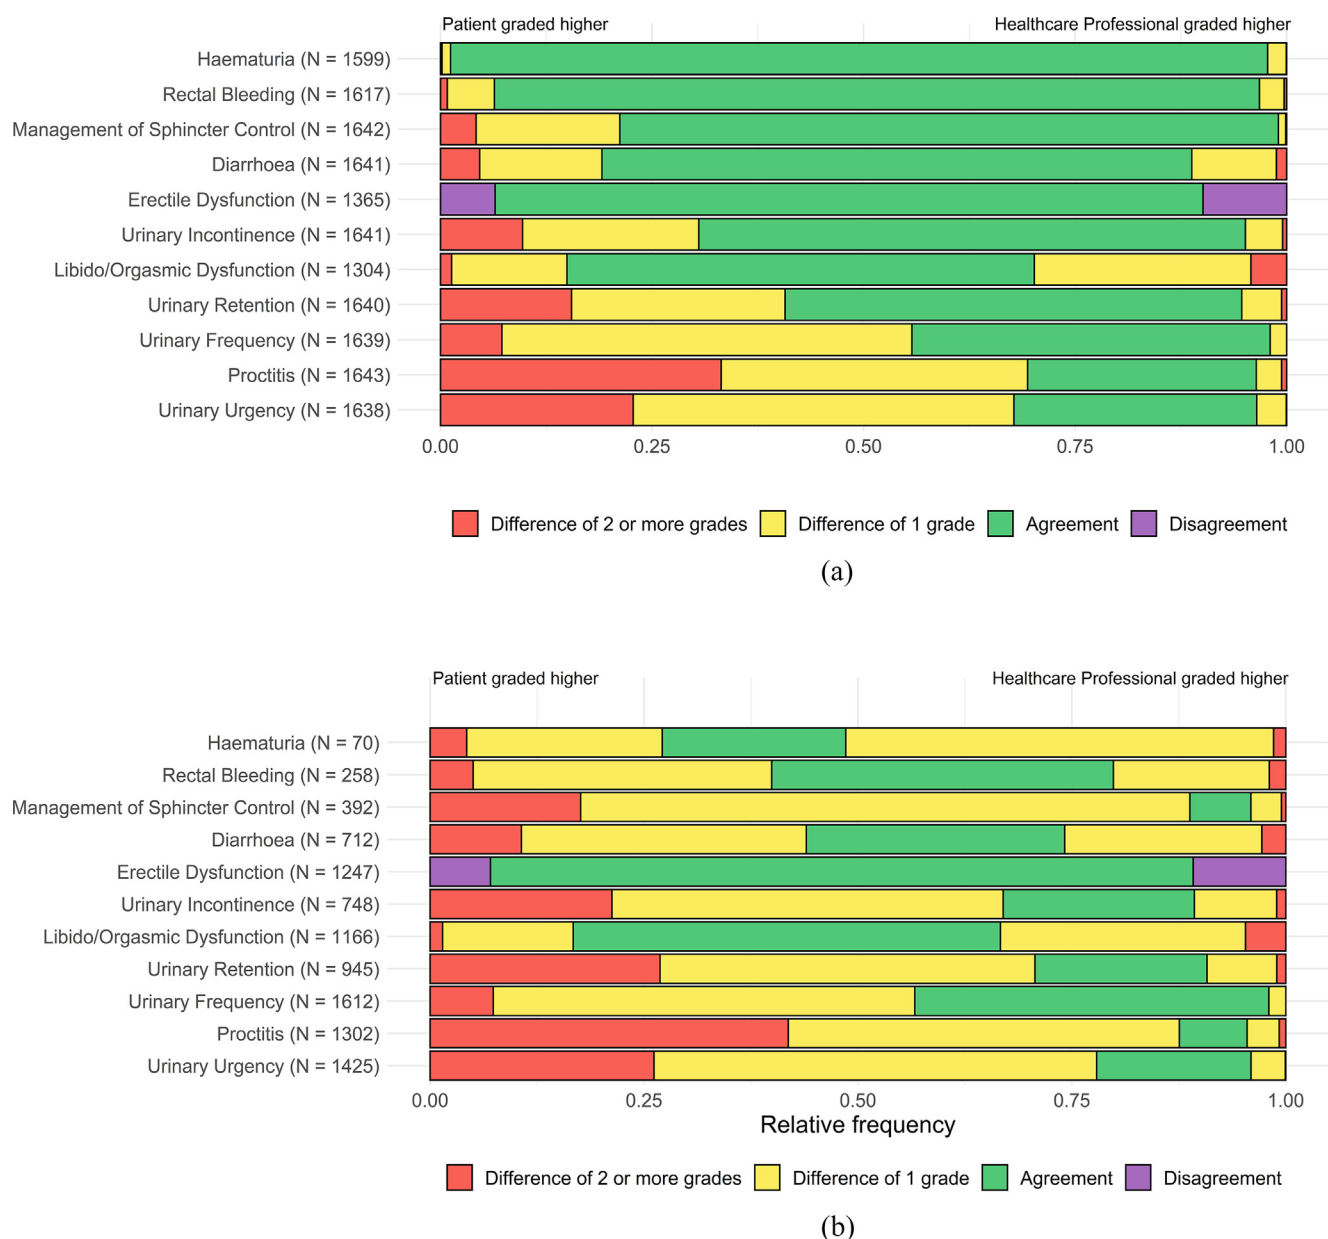 Patient graded higher Healthcare Professional graded higher
Haematuria (N = 1599)
Rectal Bleeding (N = 1617)
Management of Sphincter Control (N = 1642)
Diarrhoea (N = 1641)
Erectile Dysfunction (N = 1365)
Urinary Incontinence (N = 1641)
Libido/Orgasmic Dysfunction (N = 1304)
Urinary Retention (N = 1640)
Urinary Frequency (N = 1639)
Proctitis (N = 1643)
Urinary Urgency (N = 1638)
0.00 0.25 0.50 0.75 1.00
Difference of 2 or more grades Difference of 1 grade Agreement Disagreement
(a)
Patient graded higher Healthcare Professional graded higher
Haematuria (N = 70)
Rectal Bleeding (N = 258)
Management of Sphincter Control (N = 392)
Diarrhoea (N = 712)
Erectile Dysfunction (N = 1247)
Urinary Incontinence (N = 748)
Libido/Orgasmic Dysfunction (N = 1166)
Urinary Retention (N = 945)
Urinary Frequency (N = 1612)
Proctitis (N = 1302)
Urinary Urgency (N = 1425)
0.00 0.25 0.50 0.75 1.00
Relative frequency
Difference of 2 or more grades Difference of 1 grade Agreement Disagreement
(b)